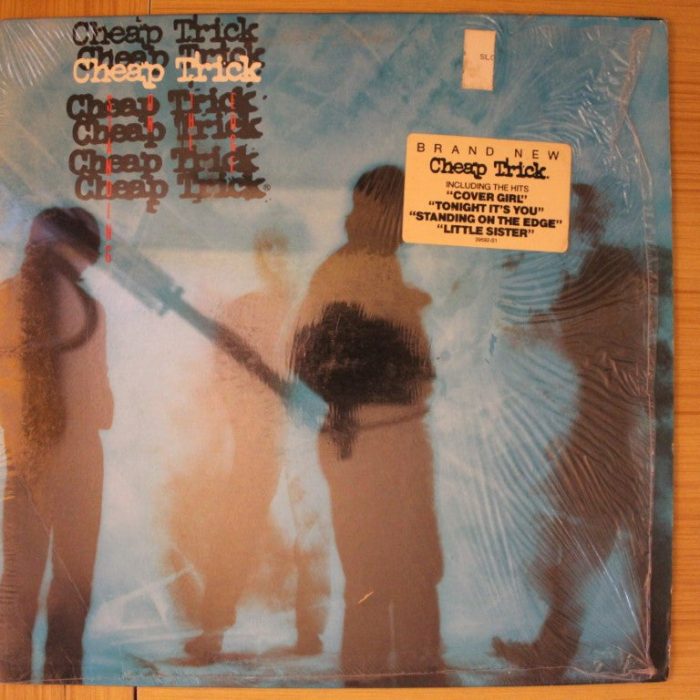 Cheap Trick
Cheap Trick
Cheap Trick
Cheap Trick
Cheap Trick
Cheap Trick
Cheap Trick®
STANDING
BRAND NEW
Cheap Trick.
INCLUDING THE HITS
"COVER GIRL"
"TONIGHT IT'S YOU"
"STANDING ON THE EDGE"
"LITTLE SISTER"